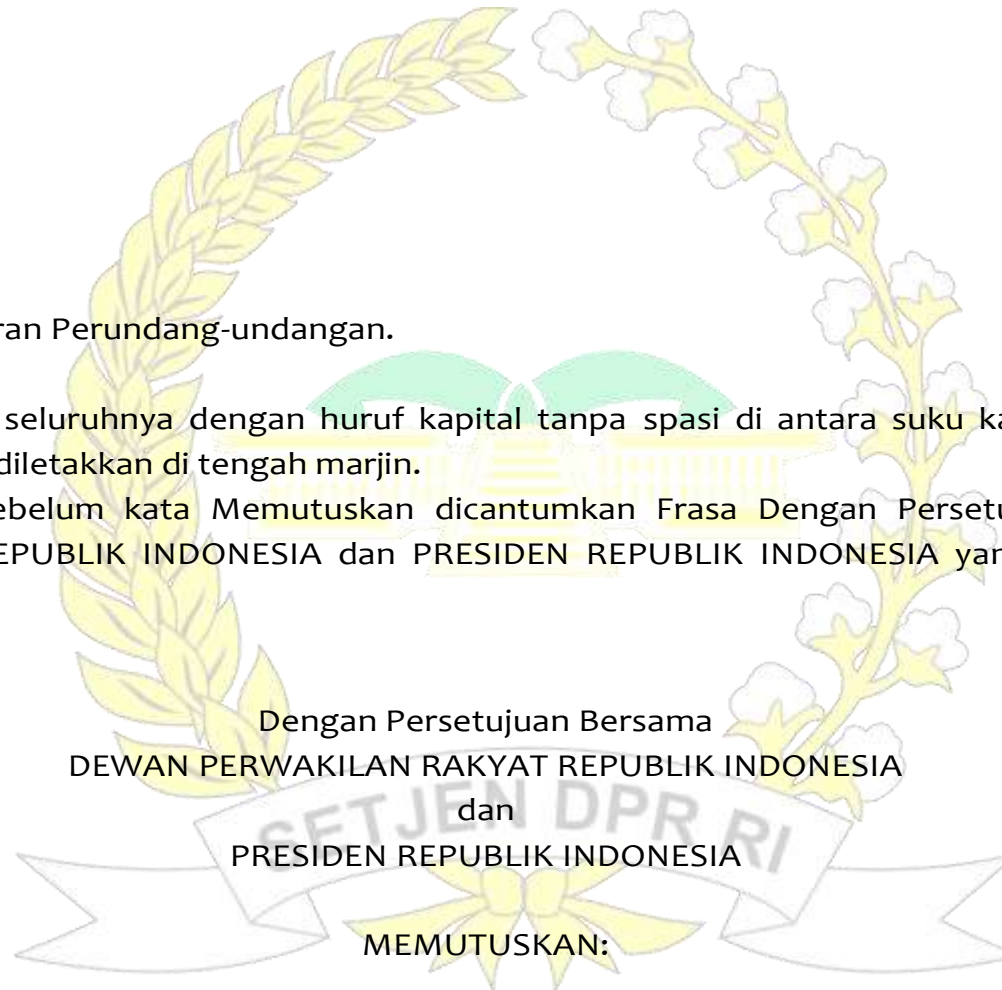 ran Perundang-undangan.
seluruhnya dengan huruf kapital tanpa spasi di antara suku ka
diletakkan di tengah marjin.
ebelum kata Memutuskan dicantumkan Frasa Dengan Persetu
EPUBLIK INDONESIA dan PRESIDEN REPUBLIK INDONESIA yan
Dengan Persetujuan Bersama
DEWAN PERWAKILAN RAKYAT REPUBLIK INDONESIA
dan
SETJEN DPR RI
PRESIDEN REPUBLIK INDONESIA
MEMUTUSKAN: